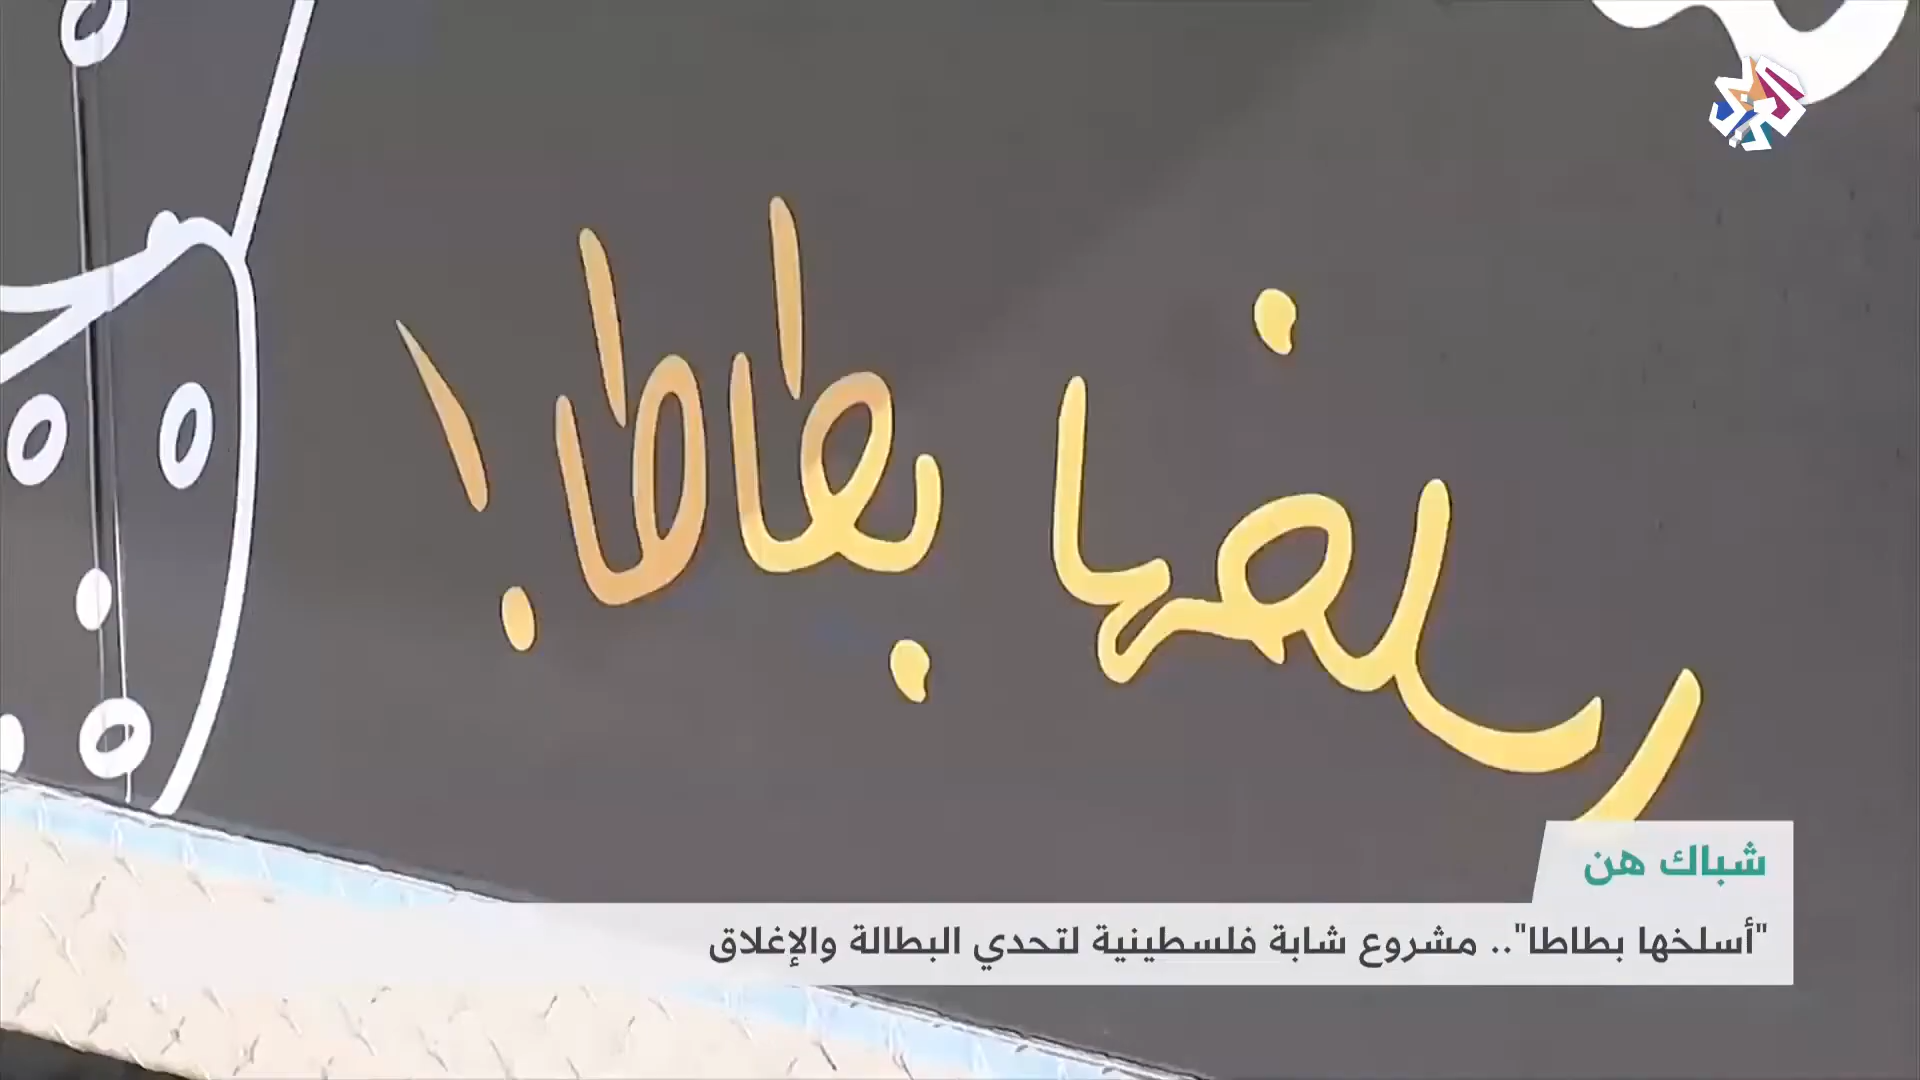 اسلخها بطاطا!
شباك هن
"أسلخها بطاطا".. مشروع شابة فلسطينية لتحدي البطالة والإغلاق